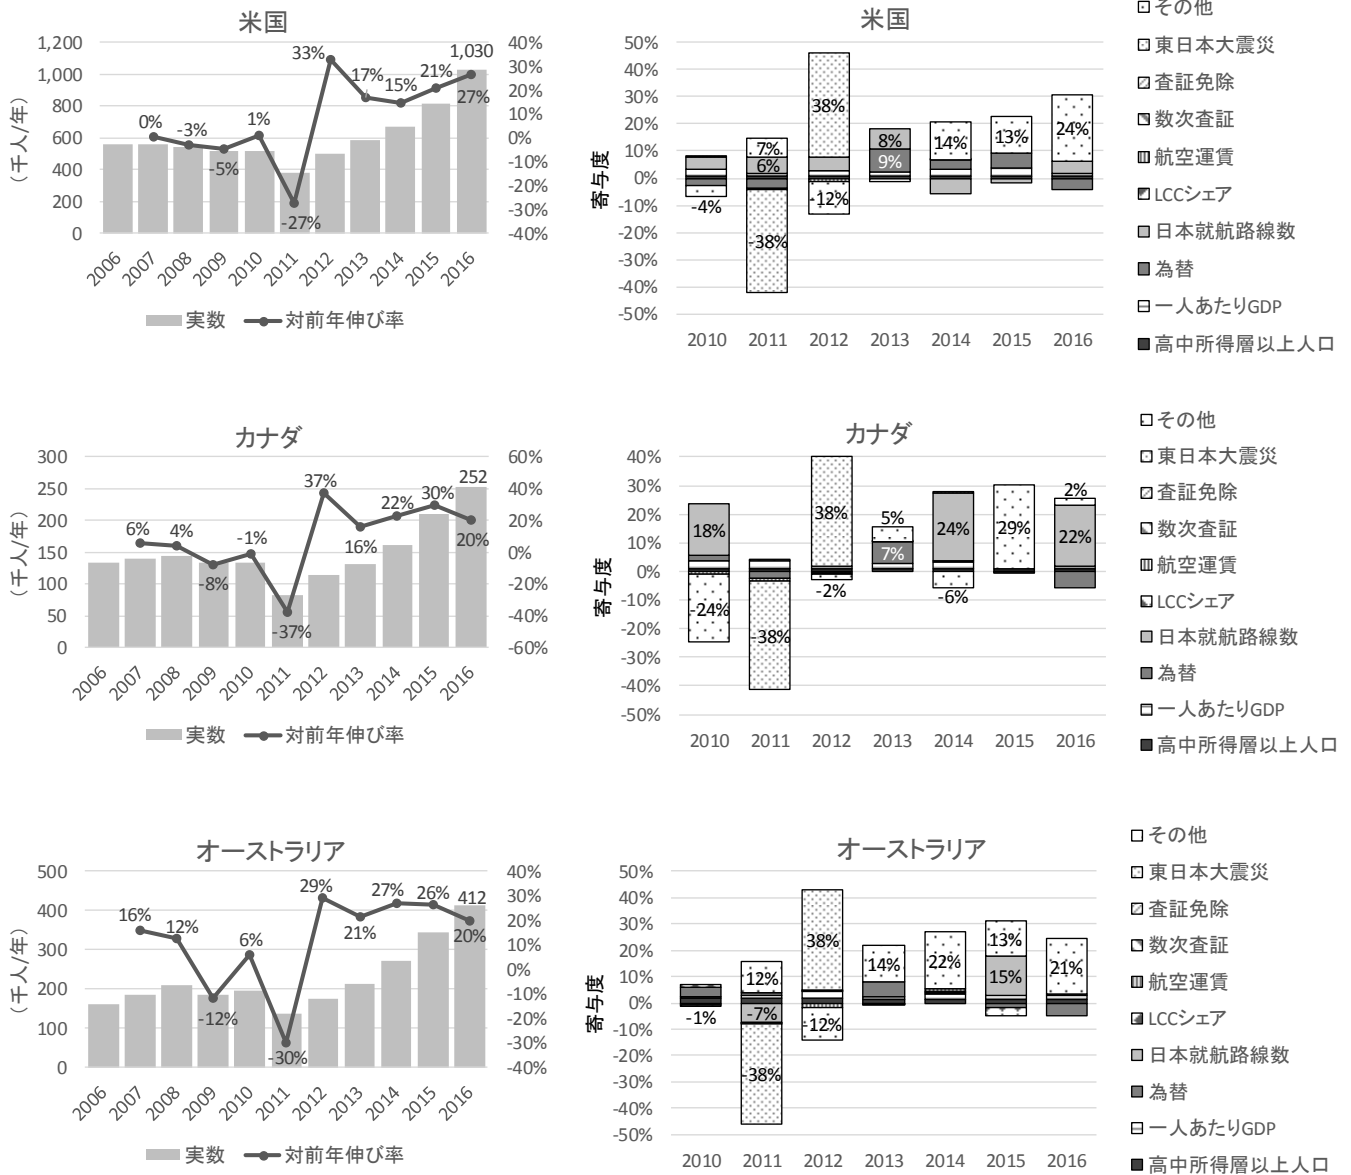 米国
1,200
1,000
800
600
400
200
0
(千人/年)
40%
30%
20%
10%
0%
-10%
-20%
-30%
-40%
0%
-3%
-5%
1%
-27%
33%
17%
15%
21%
1,030
27%
2006 2007 2008 2009 2010 2011 2012 2013 2014 2015 2016
実数 対前年伸び率
米国
50%
40%
30%
20%
10%
0%
-10%
-20%
-30%
-40%
-50%
寄与度
-4%
7%
6%
-38%
38%
-12%
8%
9%
14%
13%
24%
2010 2011 2012 2013 2014 2015 2016
その他
東日本大震災
査証免除
数次査証
航空運賃
LCCシェア
日本就航路線数
為替
一人あたりGDP
高中所得層以上人口
カナダ
300
250
200
150
100
50
0
(千人/年)
60%
40%
20%
0%
-20%
-40%
-60%
6%
4%
-8%
-1%
-37%
37%
16%
22%
30%
252
20%
2006 2007 2008 2009 2010 2011 2012 2013 2014 2015 2016
実数 対前年伸び率
カナダ
40%
30%
20%
10%
0%
-10%
-20%
-30%
-40%
-50%
寄与度
18%
-24%
-38%
38%
-2%
5%
7%
24%
-6%
29%
2%
22%
2010 2011 2012 2013 2014 2015 2016
その他
東日本大震災
査証免除
数次査証
航空運賃
LCCシェア
日本就航路線数
為替
一人あたりGDP
高中所得層以上人口
オーストラリア
500
400
300
200
100
0
(千人/年)
40%
30%
20%
10%
0%
-10%
-20%
-30%
-40%
16%
12%
-12%
6%
-30%
29%
21%
27%
26%
412
20%
2006 2007 2008 2009 2010 2011 2012 2013 2014 2015 2016
実数 対前年伸び率
オーストラリア
50%
40%
30%
20%
10%
0%
-10%
-20%
-30%
-40%
-50%
寄与度
-1%
12%
-7%
-38%
38%
-12%
14%
22%
13%
15%
21%
2010 2011 2012 2013 2014 2015 2016
その他
東日本大震災
査証免除
数次査証
航空運賃
LCCシェア
日本就航路線数
為替
一人あたりGDP
高中所得層以上人口